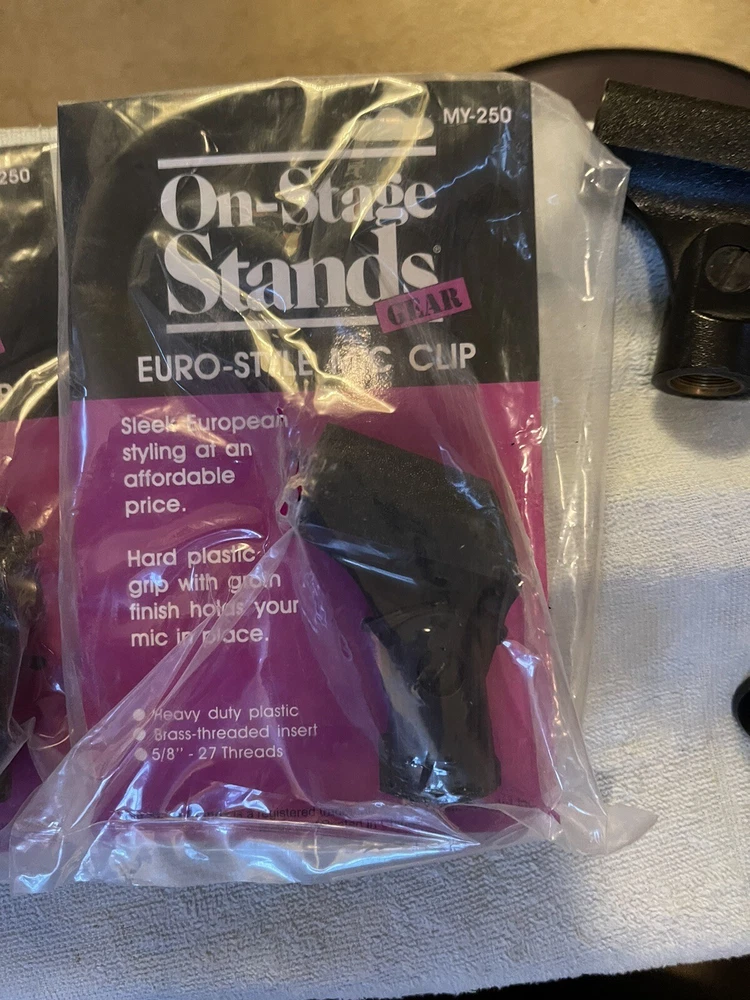 MY-250
250
On-Stage
Stands®
GEAR
EURO-STYLE MIC CLIP
Sleek European
styling at an
affordable
price.
Hard plastic
grip with grain
finish holds your
mic in place.
Heavy duty plastic
Brass-threaded insert
5/8" - 27 Threads
is a registered